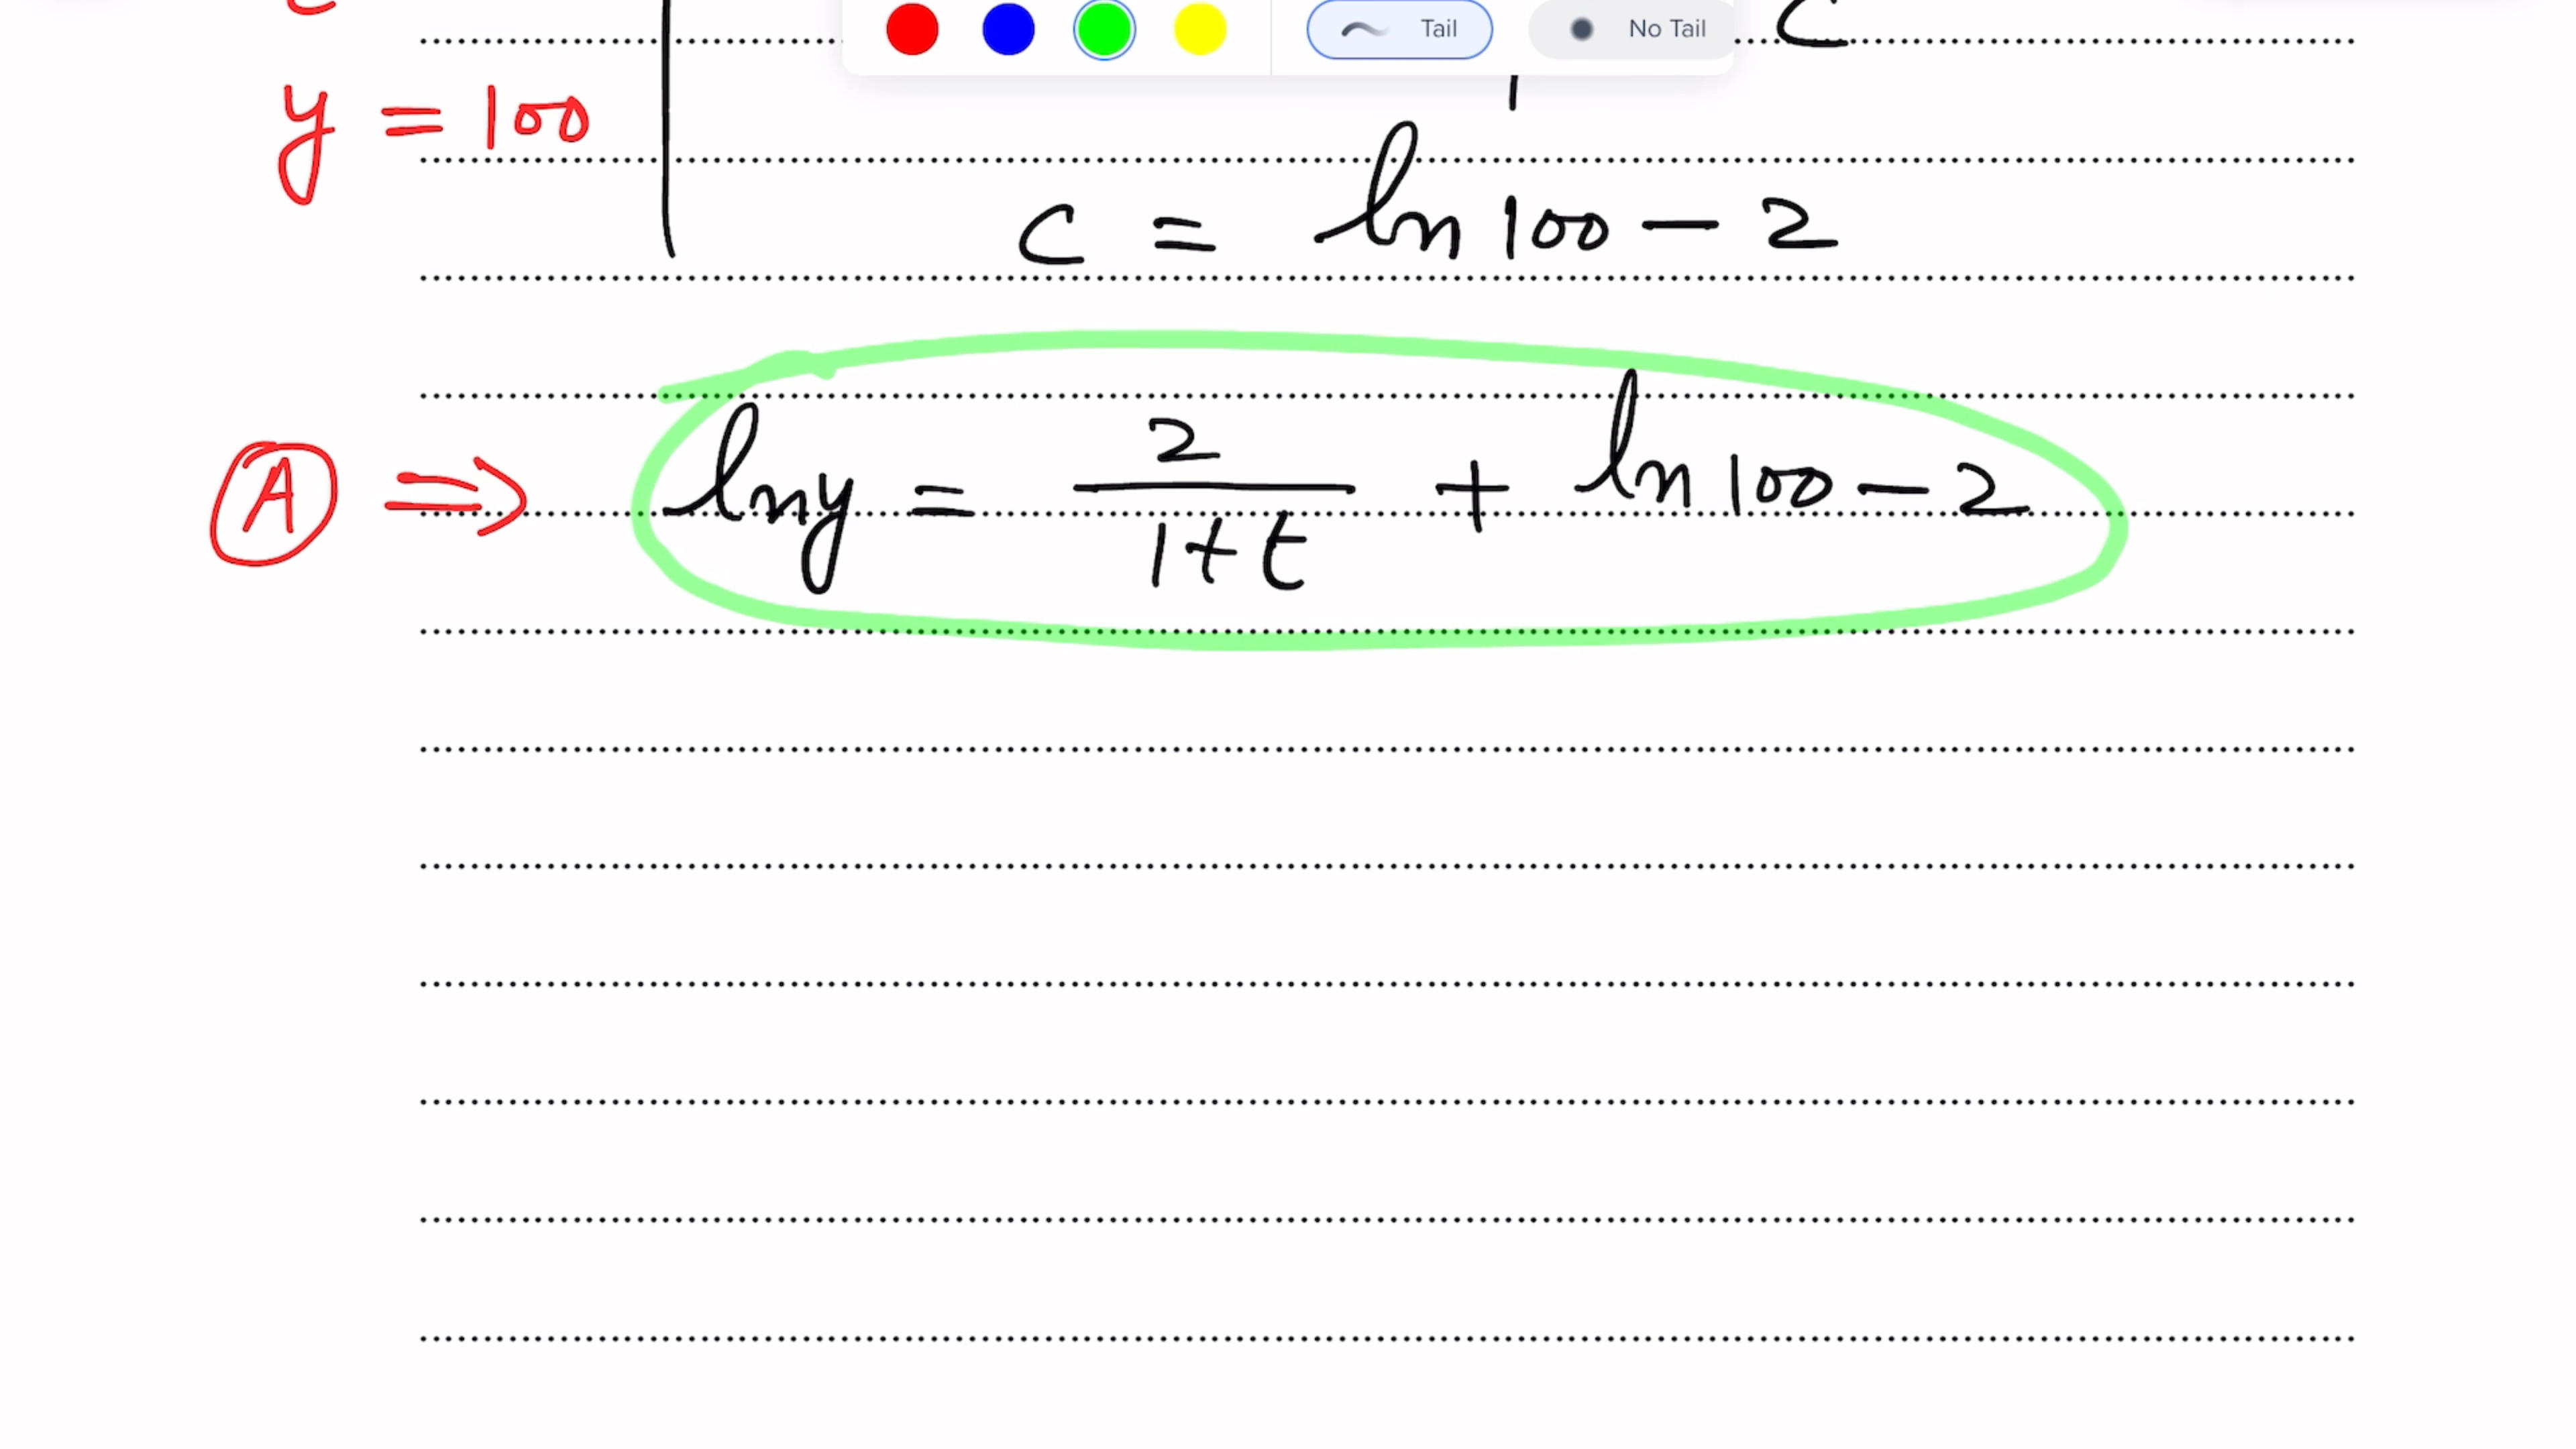 Tail No Tail
c
y = 100
c = ln 100 - 2
A ⇒ ln y = 2/(1+t) + ln 100 - 2